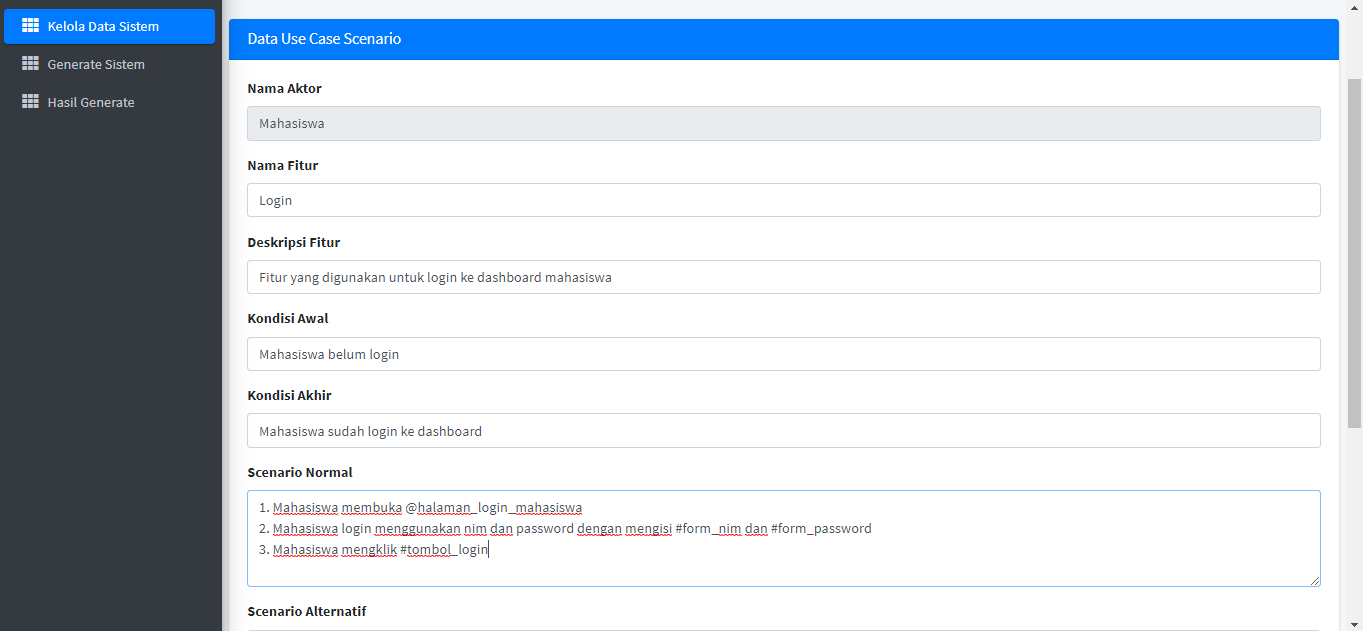 Kelola Data Sistem
Generate Sistem
Hasil Generate
Data Use Case Scenario
Nama Aktor
Mahasiswa
Nama Fitur
Login
Deskripsi Fitur
Fitur yang digunakan untuk login ke dashboard mahasiswa
Kondisi Awal
Mahasiswa belum login
Kondisi Akhir
Mahasiswa sudah login ke dashboard
Scenario Normal
1. Mahasiswa membuka @halaman_login_mahasiswa
2. Mahasiswa login menggunakan nim dan password dengan mengisi #form_nim dan #form_password
3. Mahasiswa mengklik #tombol_login
Scenario Alternatif